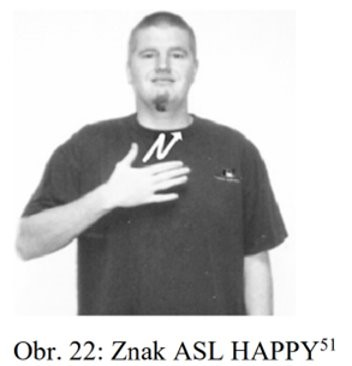 Obr. 22: Znak ASL HAPPY⁵¹